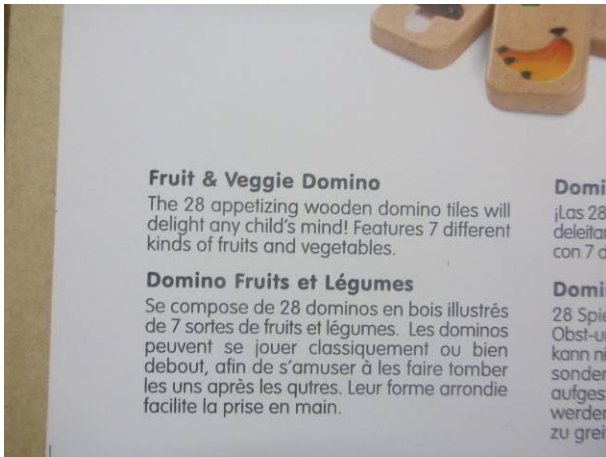 Fruit & Veggie Domino
The 28 appetizing wooden domino tiles will
delight any child's mind! Features 7 different
kinds of fruits and vegetables.
Domino Fruits et Légumes
Se compose de 28 dominos en bois illustrés
de 7 sortes de fruits et légumes. Les dominos
peuvent se jouer classiquement ou bien
debout, afin de s'amuser à les faire tomber
les uns après les qutres. Leur forme arrondie
facilite la prise en main.
¡Las 28
con 7
28
kann